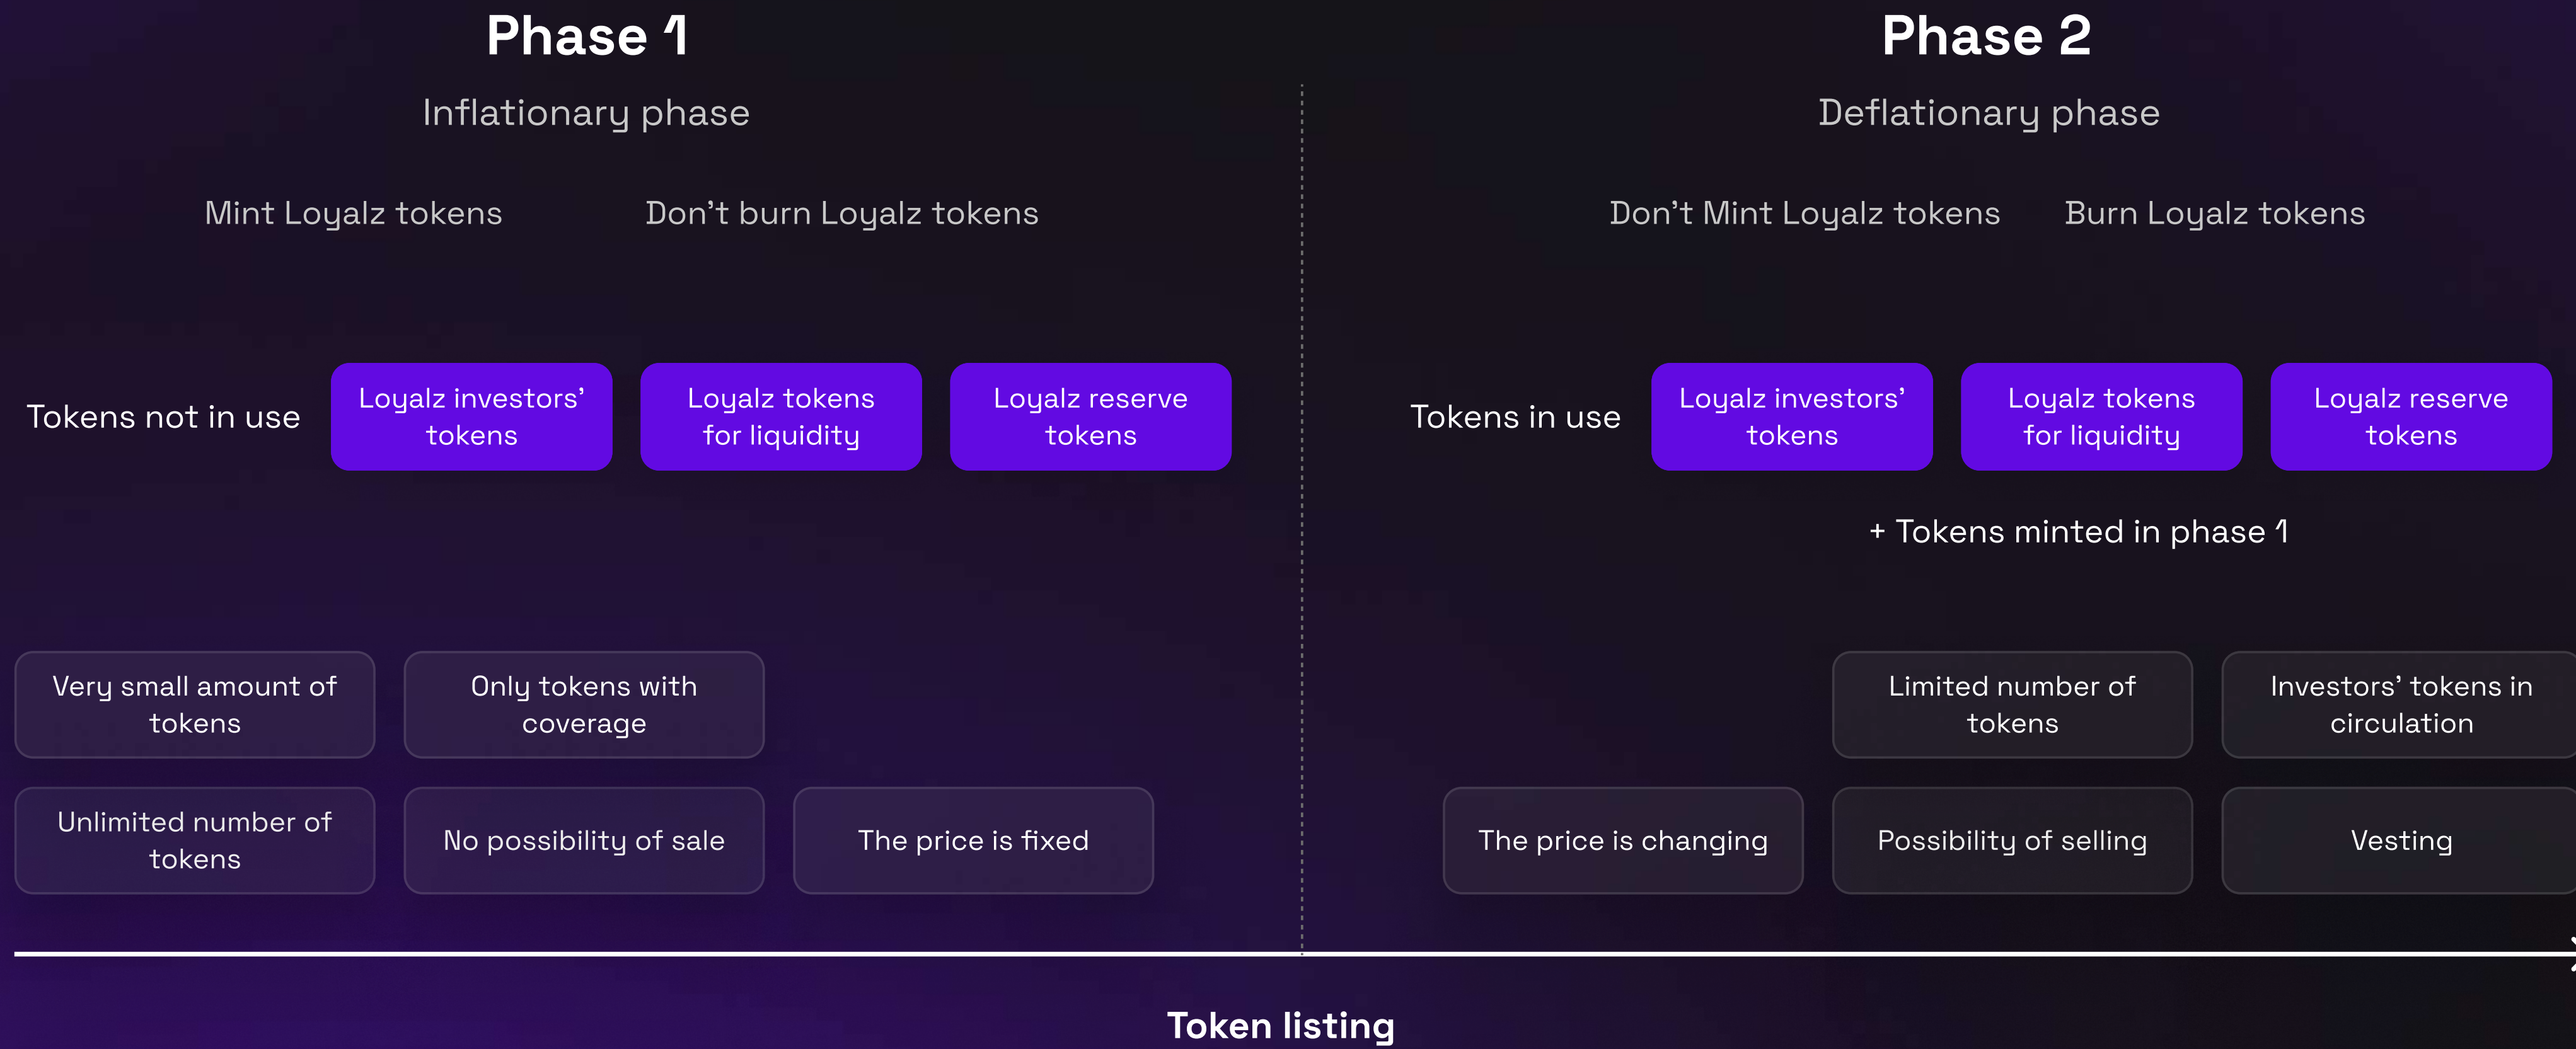 Phase 1
Inflationary phase
Mint Loyalz tokens
Don't burn Loyalz tokens
Tokens not in use
Loyalz investors'
tokens
Loyalz tokens
for liquidity
Loyalz reserve
tokens
Very small amount of
tokens
Only tokens with
coverage
Unlimited number of
tokens
No possibility of sale
The price is fixed
Phase 2
Deflationary phase
Don't Mint Loyalz tokens
Burn Loyalz tokens
Tokens in use
Loyalz investors'
tokens
Loyalz tokens
for liquidity
Loyalz reserve
tokens
+ Tokens minted in phase 1
Limited number of
tokens
Investors' tokens in
circulation
The price is changing
Possibility of selling
Vesting
Token listing